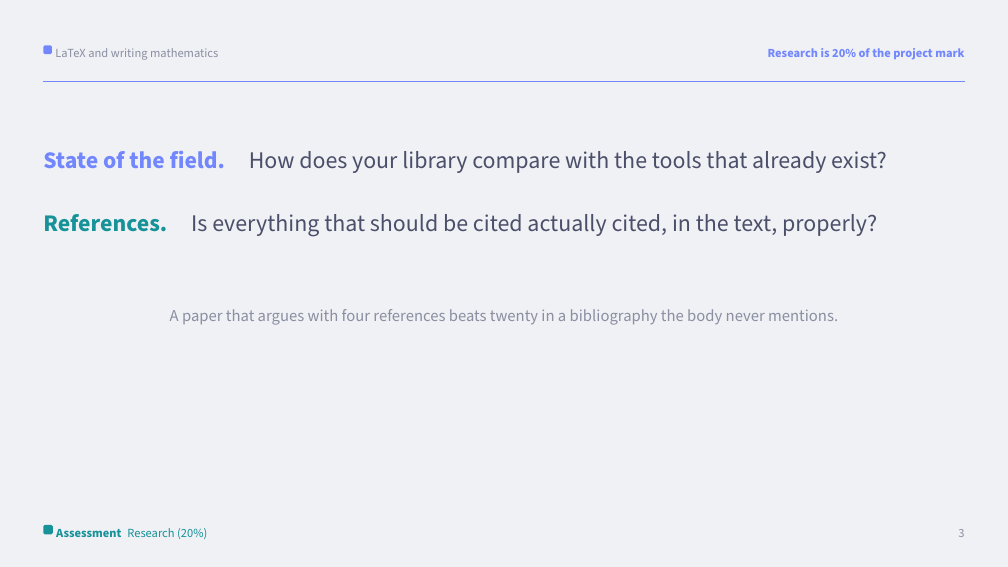 LaTeX and writing mathematics
Research is 20% of the project mark
State of the field. How does your library compare with the tools that already exist?
References. Is everything that should be cited actually cited, in the text, properly?
A paper that argues with four references beats twenty in a bibliography the body never mentions.
Assessment Research (20%)
3